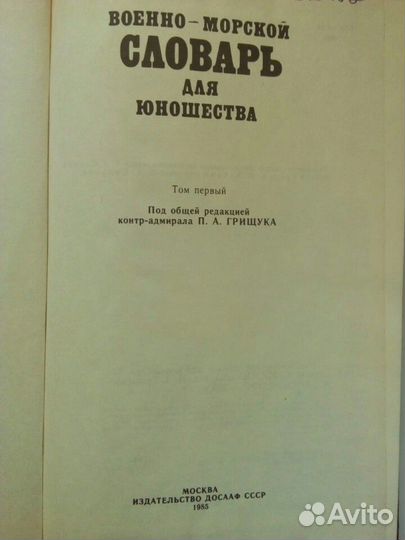 ВОЕННО-МОРСКОЙ
СЛОВАРЬ
ДЛЯ
ЮНОШЕСТВА
Том первый
Под общей редакцией
контр-адмирала П. А. ГРИЩУКА
МОСКВА
ИЗДАТЕЛЬСТВО ДОСААФ СССР
1985
Avito